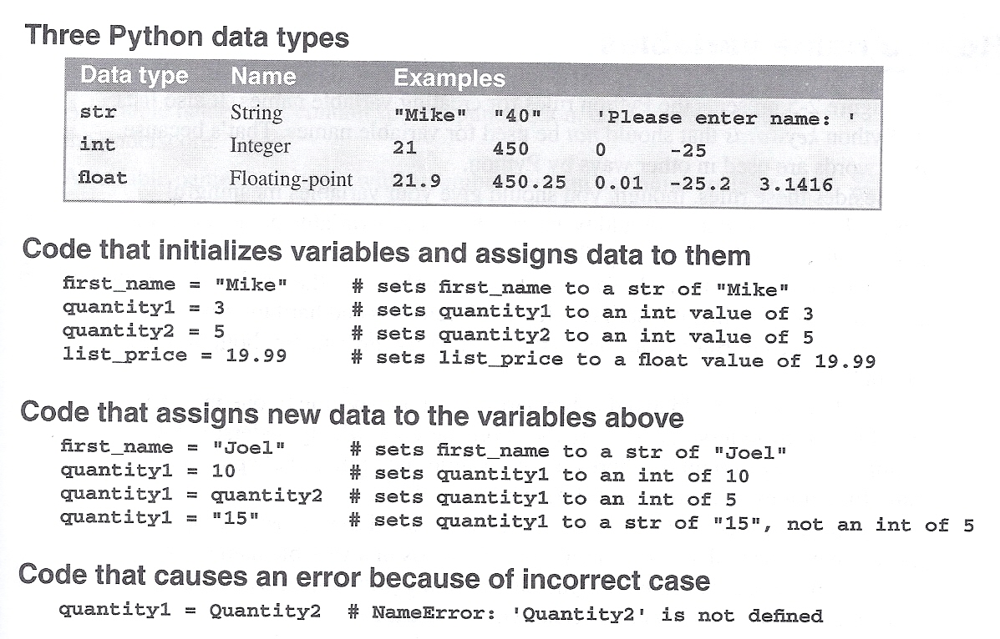 Three Python data types
Data type Name Examples
str String "Mike" "40" 'Please enter name: '
int Integer 21 450 0 -25
float Floating-point 21.9 450.25 0.01 -25.2 3.1416
Code that initializes variables and assigns data to them
first_name = "Mike" # sets first_name to a str of "Mike"
quantity1 = 3 # sets quantity1 to an int value of 3
quantity2 = 5 # sets quantity2 to an int value of 5
list_price = 19.99 # sets list_price to a float value of 19.99
Code that assigns new data to the variables above
first_name = "Joel" # sets first_name to a str of "Joel"
quantity1 = 10 # sets quantity1 to an int of 10
quantity1 = quantity2 # sets quantity1 to an int of 5
quantity1 = "15" # sets quantity1 to a str of "15", not an int of 5
Code that causes an error because of incorrect case
quantity1 = Quantity2 # NameError: 'Quantity2' is not defined